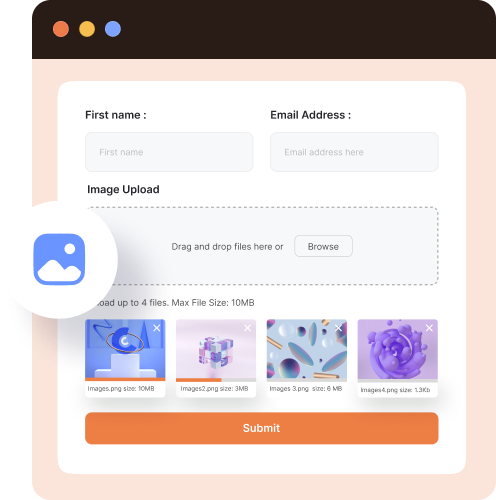 First name :
Email Address :
First name
Email address here
Image Upload
Drag and drop files here or
Browse
up to 4 files. Max File Size: 10MB
Images.png size: 10MB
Images2.png size: 3MB
Images 3.png size: 6 MB
Images4.png size: 1.3Kb
Submit